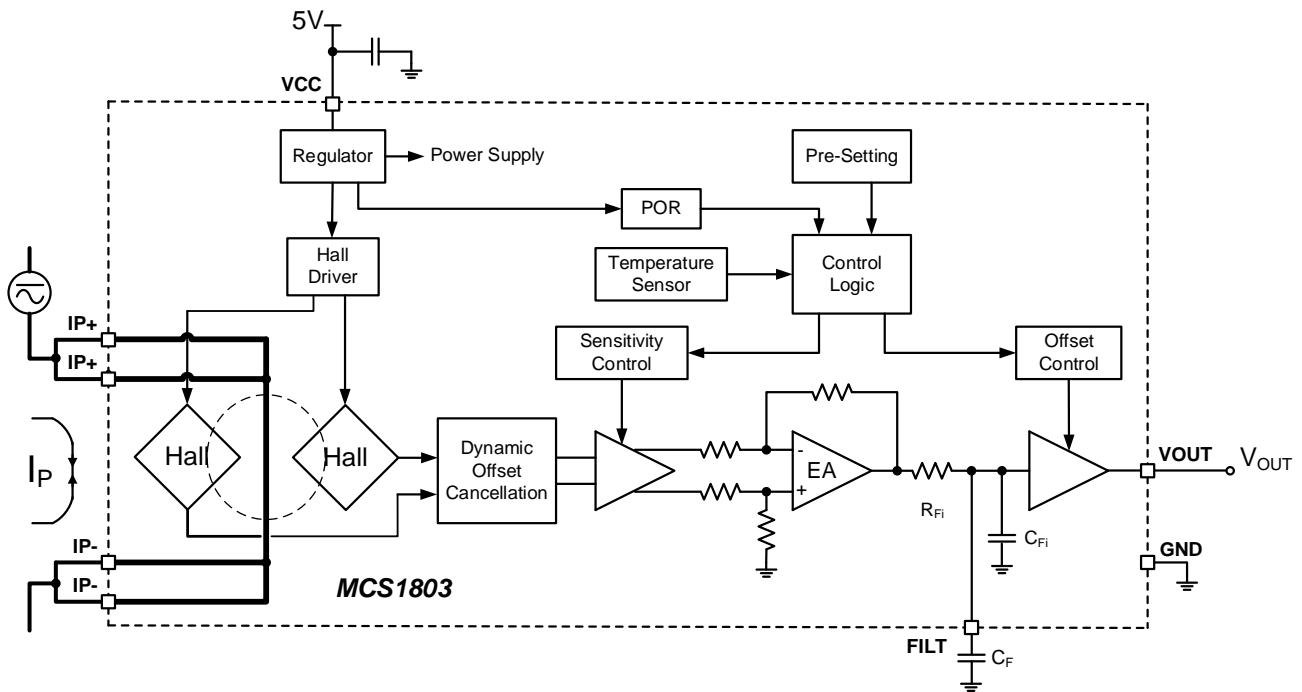 5V
VCC
Regulator
Power Supply
Pre-Setting
POR
Hall
Driver
Temperature
Sensor
Control
Logic
IP+
IP+
Sensitivity
Control
Offset
Control
Hall
Hall
Dynamic
Offset
Cancellation
-
EA
+
VOUT
VOUT
IP
RFi
CFi
GND
IP-
IP-
MCS1803
FILT
CF